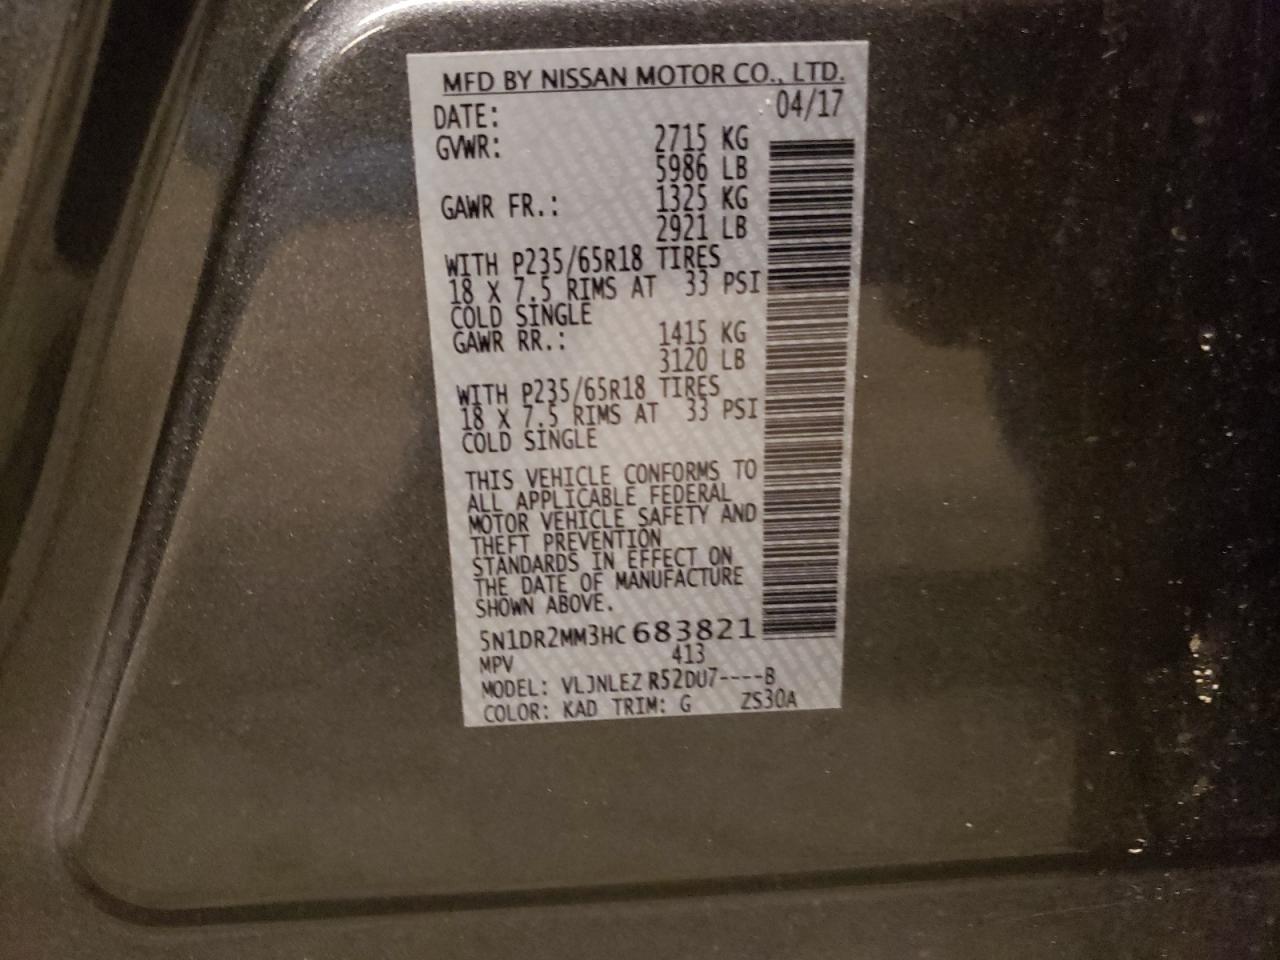 MFD BY NISSAN MOTOR CO., LTD.
DATE: 04/17
GVWR: 2715 KG
5986 LB
GAWR FR.: 1325 KG
2921 LB
WITH P235/65R18 TIRES
18 X 7.5 RIMS AT 33 PSI
COLD SINGLE
GAWR RR.: 1415 KG
3120 LB
WITH P235/65R18 TIRES
18 X 7.5 RIMS AT 33 PSI
COLD SINGLE
THIS VEHICLE CONFORMS TO
ALL APPLICABLE FEDERAL
MOTOR VEHICLE SAFETY AND
THEFT PREVENTION
STANDARDS IN EFFECT ON
THE DATE OF MANUFACTURE
SHOWN ABOVE.
5N1DR2MM3HC683821
MPV 413
MODEL: VLJNLEZ R52DU7----B
COLOR: KAD TRIM: G ZS30A